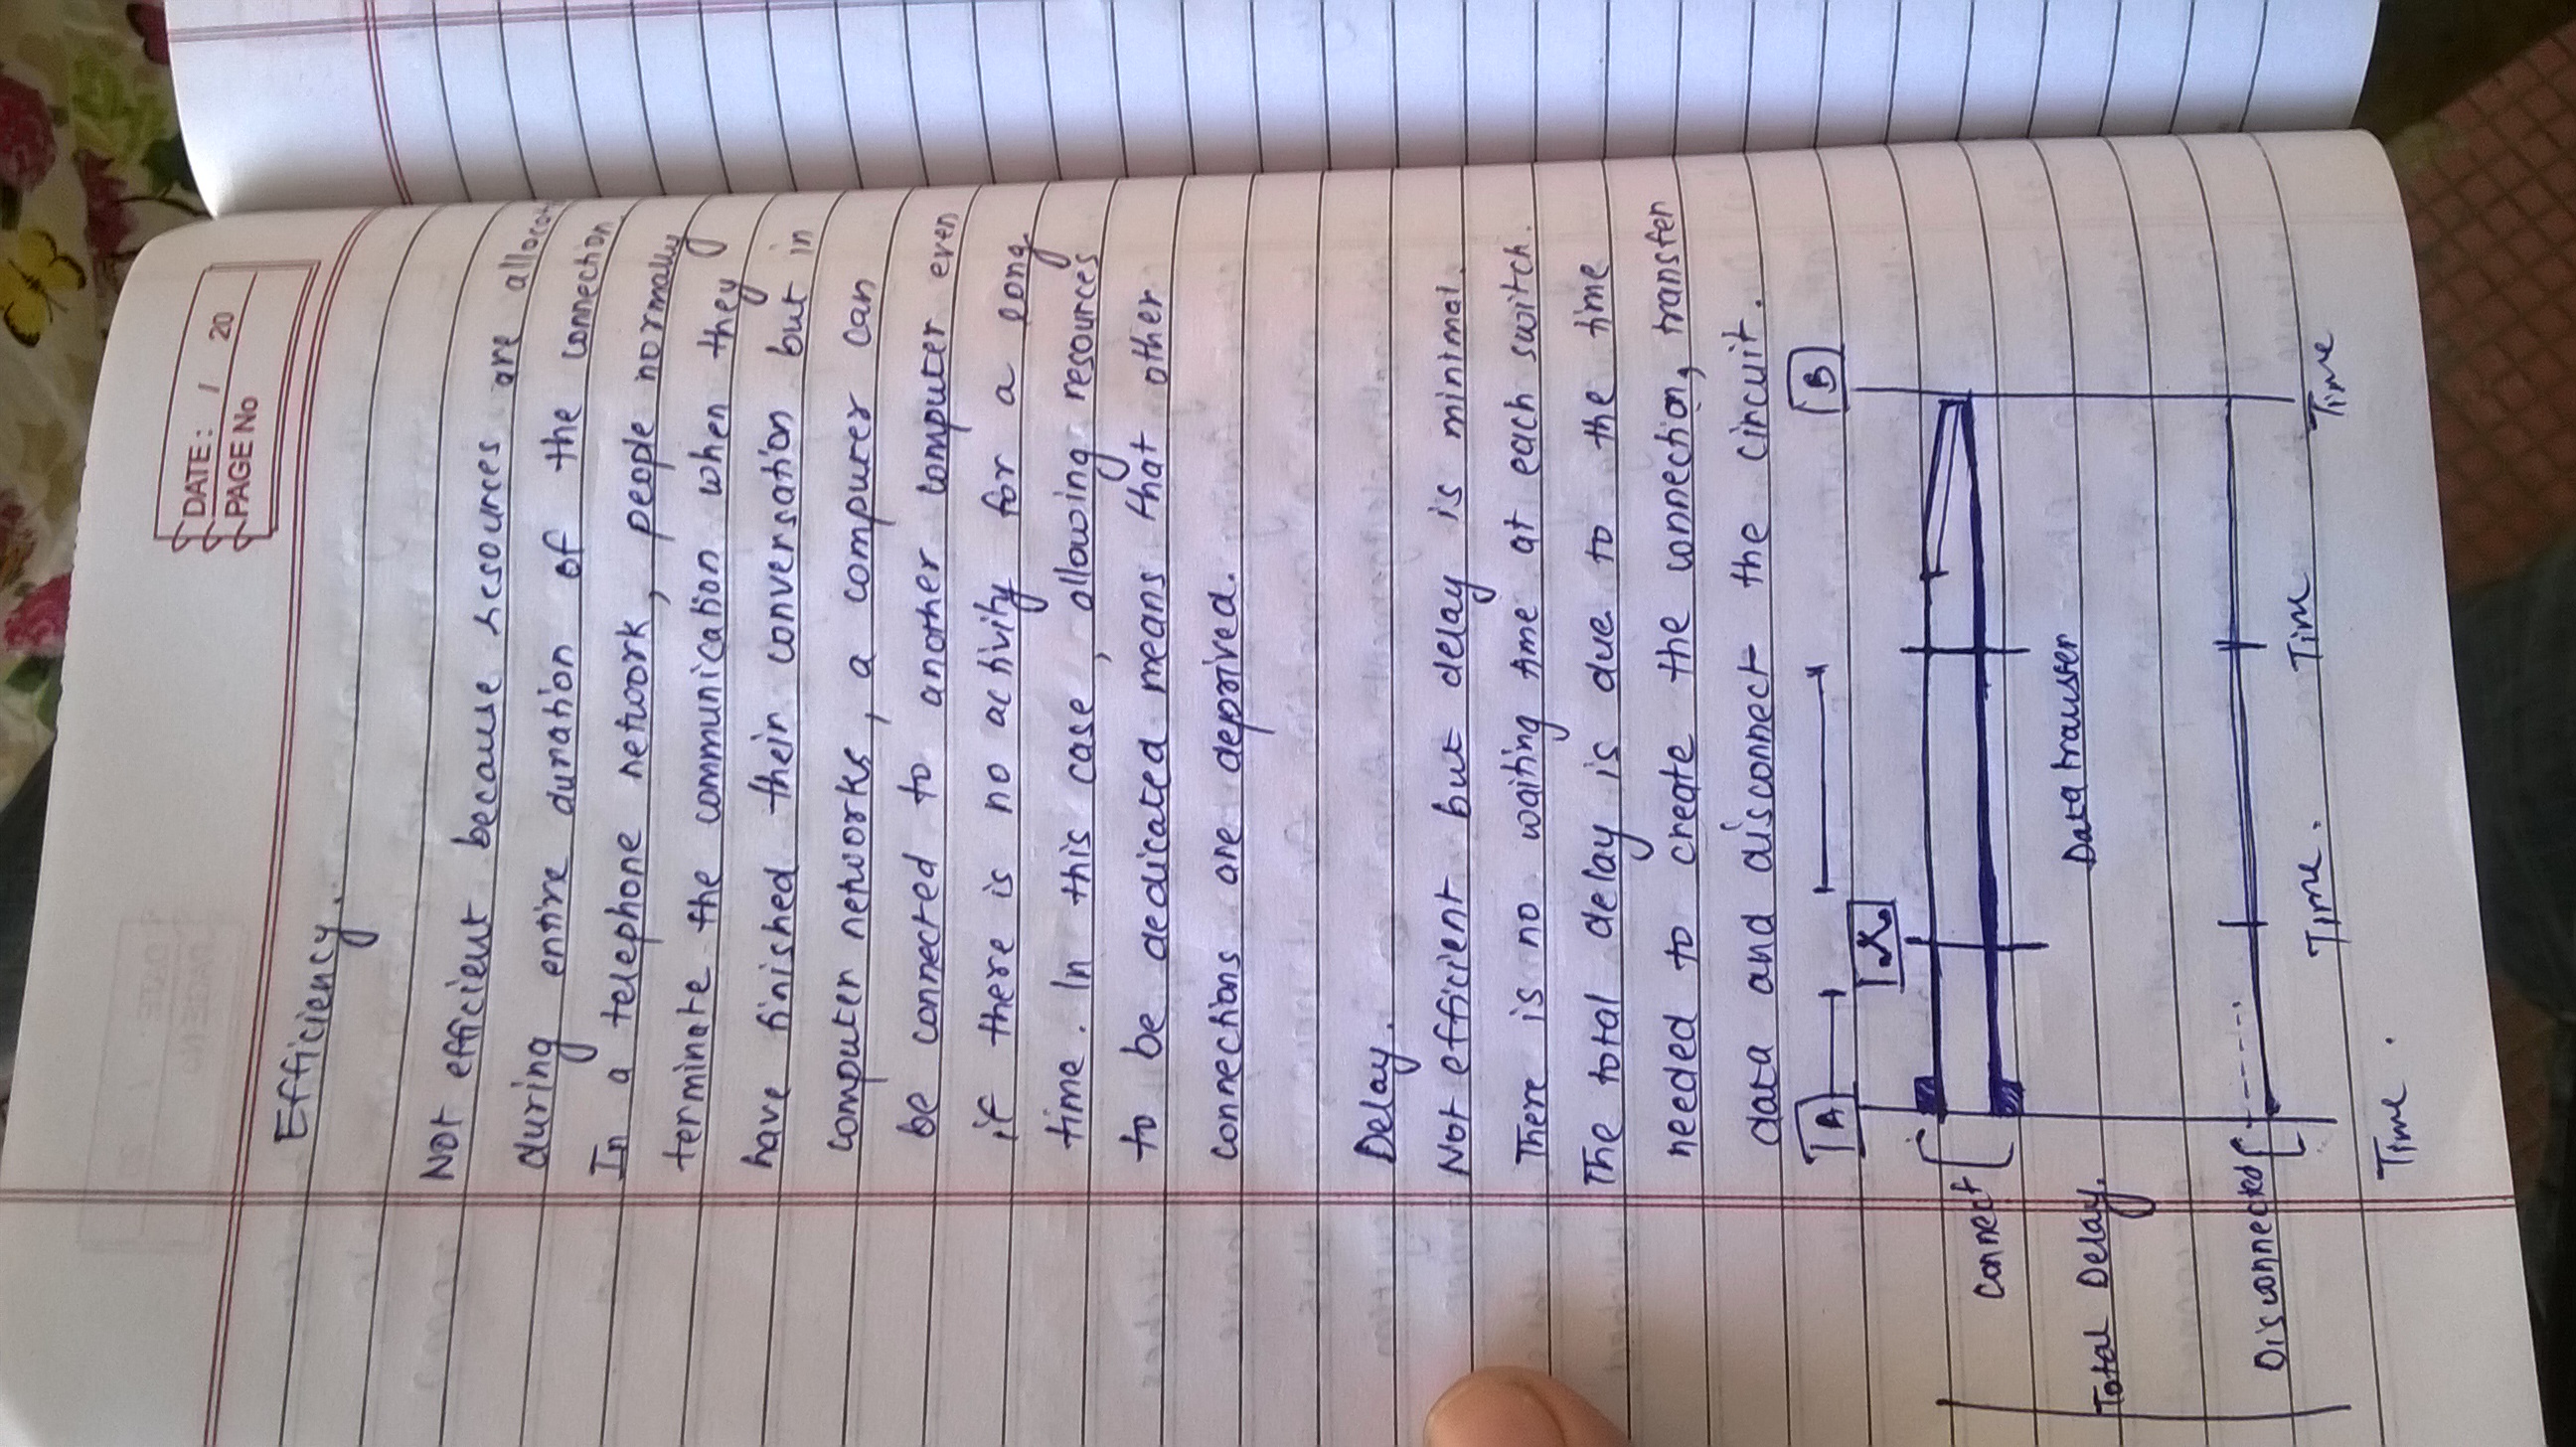 DATE: / 20
PAGE No
Efficiency.
Not efficient because resources are allocat
during entire duration of the connection.
In a telephone network, people normally
terminate the communication when they
have finished their conversation but in
computer networks, a computer can
be connected to another computer even
if there is no activity for a long
time. In this case, allowing resources
to be dedicated means that other
connections are deprived.
Delay.
Not efficient but delay is minimal.
There is no waiting time at each switch.
The total delay is due to the time
needed to create the connection, transfer
data and disconnect the circuit.
A B
Connect
Data transfer
Total Delay.
Disconnected
Time. Time Time
Time.